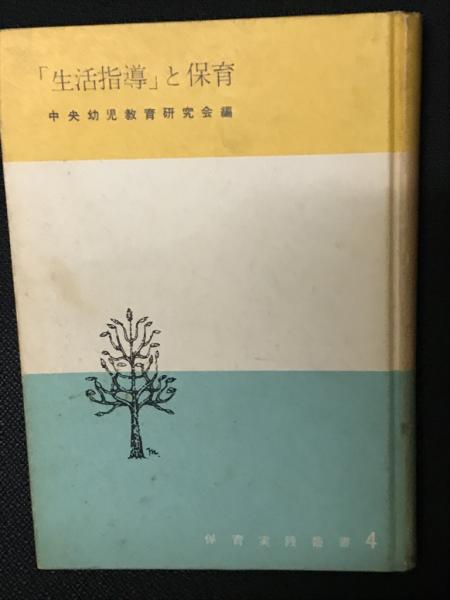 「生活指導」と保育
中央幼児教育研究会編
保育実践叢書 4